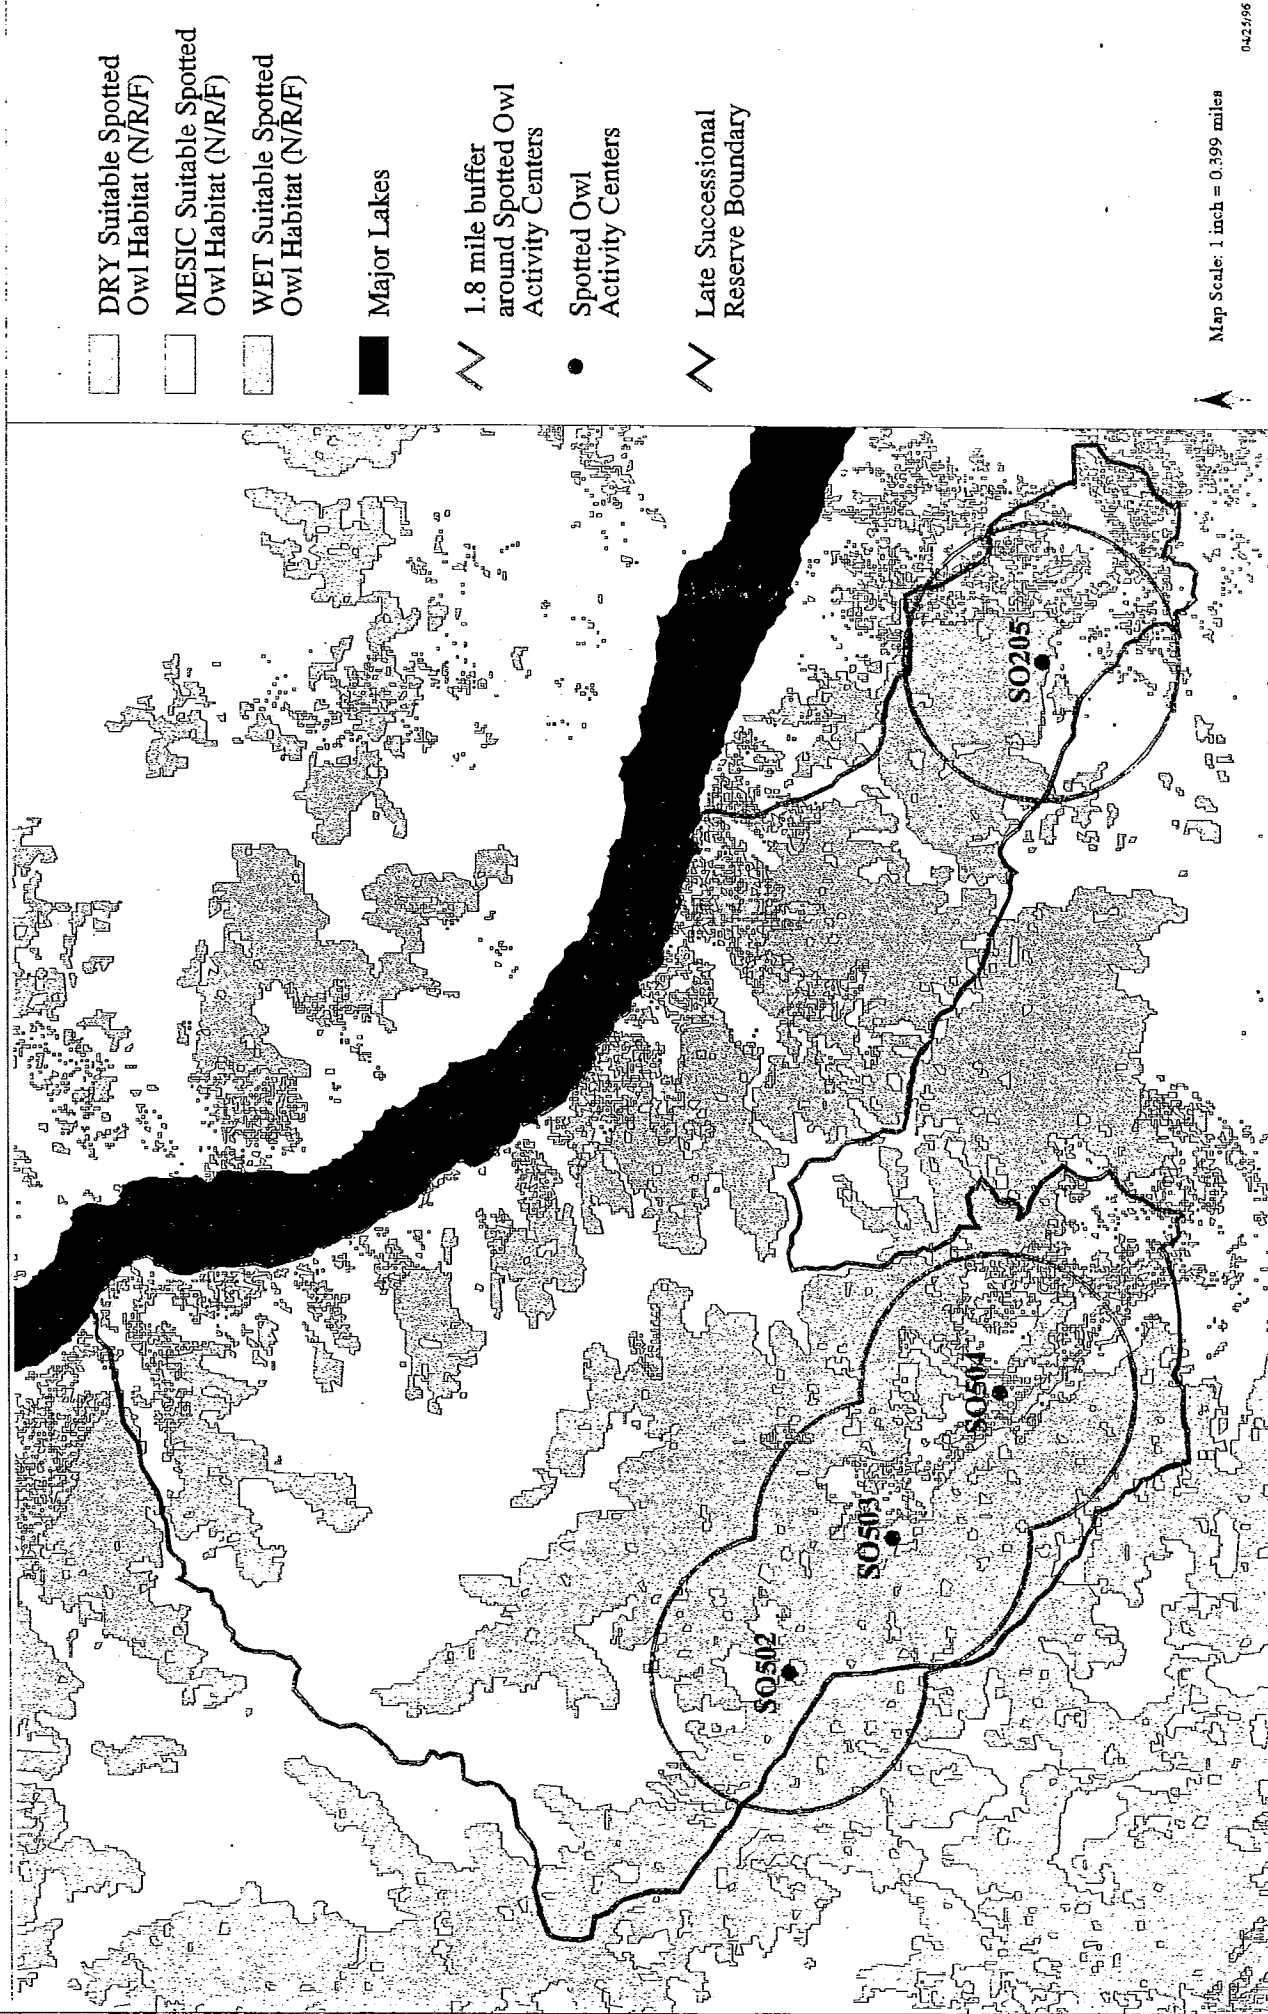 DRY Suitable Spotted
Owl Habitat (N/R/F)
MESIC Suitable Spotted
Owl Habitat (N/R/F)
WET Suitable Spotted
Owl Habitat (N/R/F)
Major Lakes
1.8 mile buffer
around Spotted Owl
Activity Centers
Spotted Owl
Activity Centers
Late Successional
Reserve Boundary
Map Scale: 1 inch = 0.399 miles
04/25/96
SO502
SO503
SO504
SO205